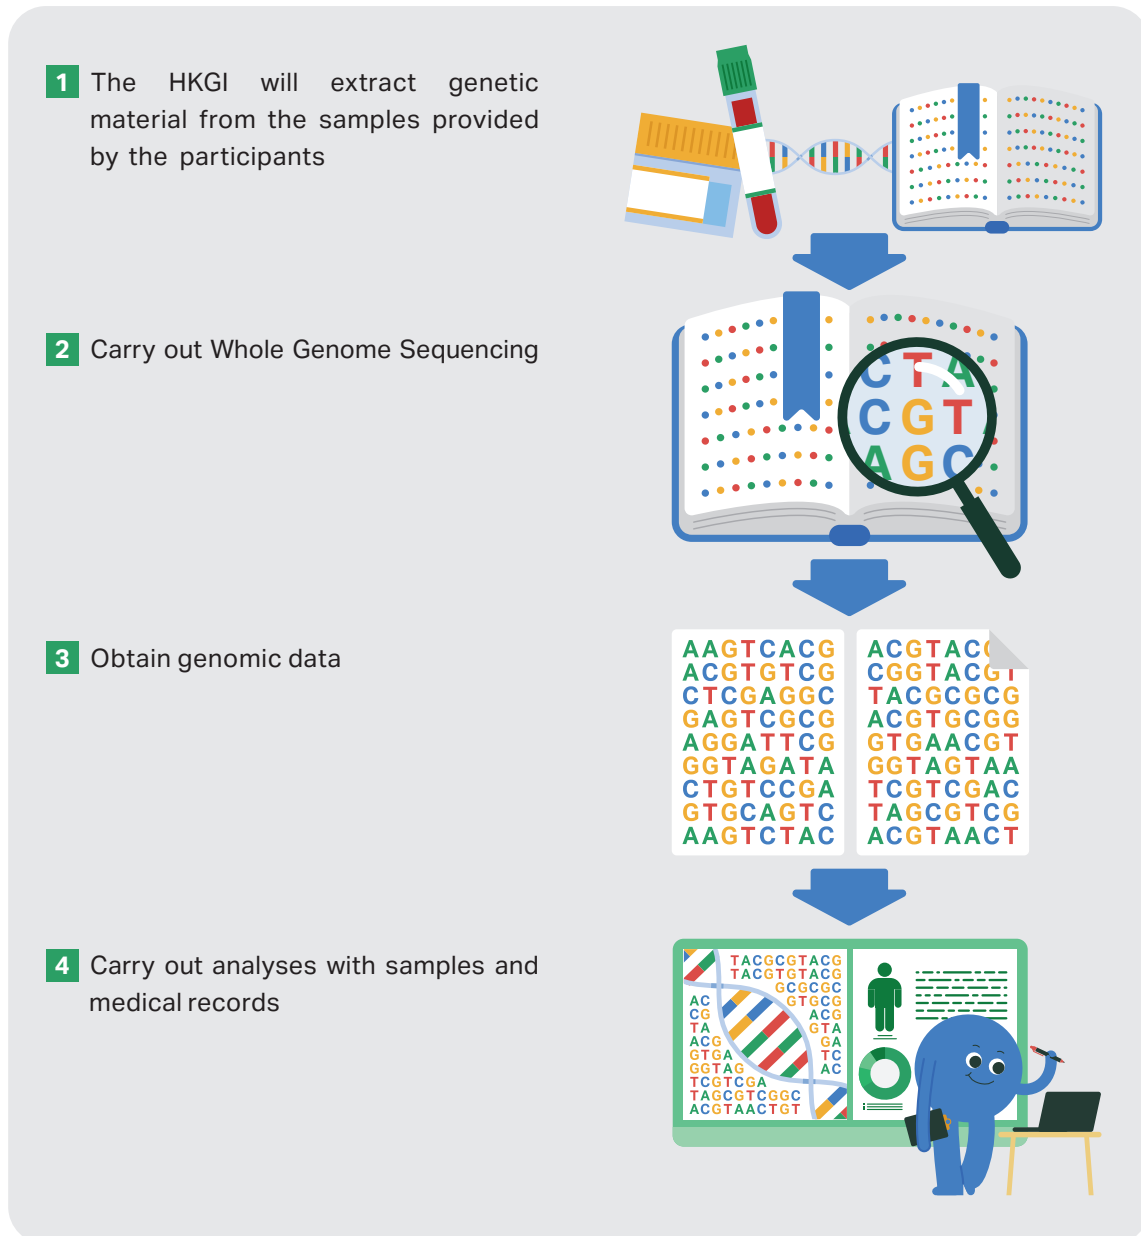 1 The HKGI will extract genetic
material from the samples provided
by the participants
2 Carry out Whole Genome Sequencing
C T A
C G T
A G C
3 Obtain genomic data
AAGTCACG
ACGTGTCG
CTCGAGGC
GAGTCGCG
AGGATTCG
GGTAGATA
CTGTCCGA
GTGCAGTC
AAGTCTAC
ACGTACG
CGGTACGT
TACGCGCG
ACGTGCGG
GTGAACGT
GGTAGTAA
TCGTCGAC
TAGCGTCG
ACGTAACT
4 Carry out analyses with samples and
medical records
TACGCGTACG
TACGTGTACG
GCGCGC
AC GTGCG
CG ACG
TA GTA
ACG GA
GTGA TC
GGTAG AC
TCGTCGA
TAGCGTCGGC
ACGTAACTGT